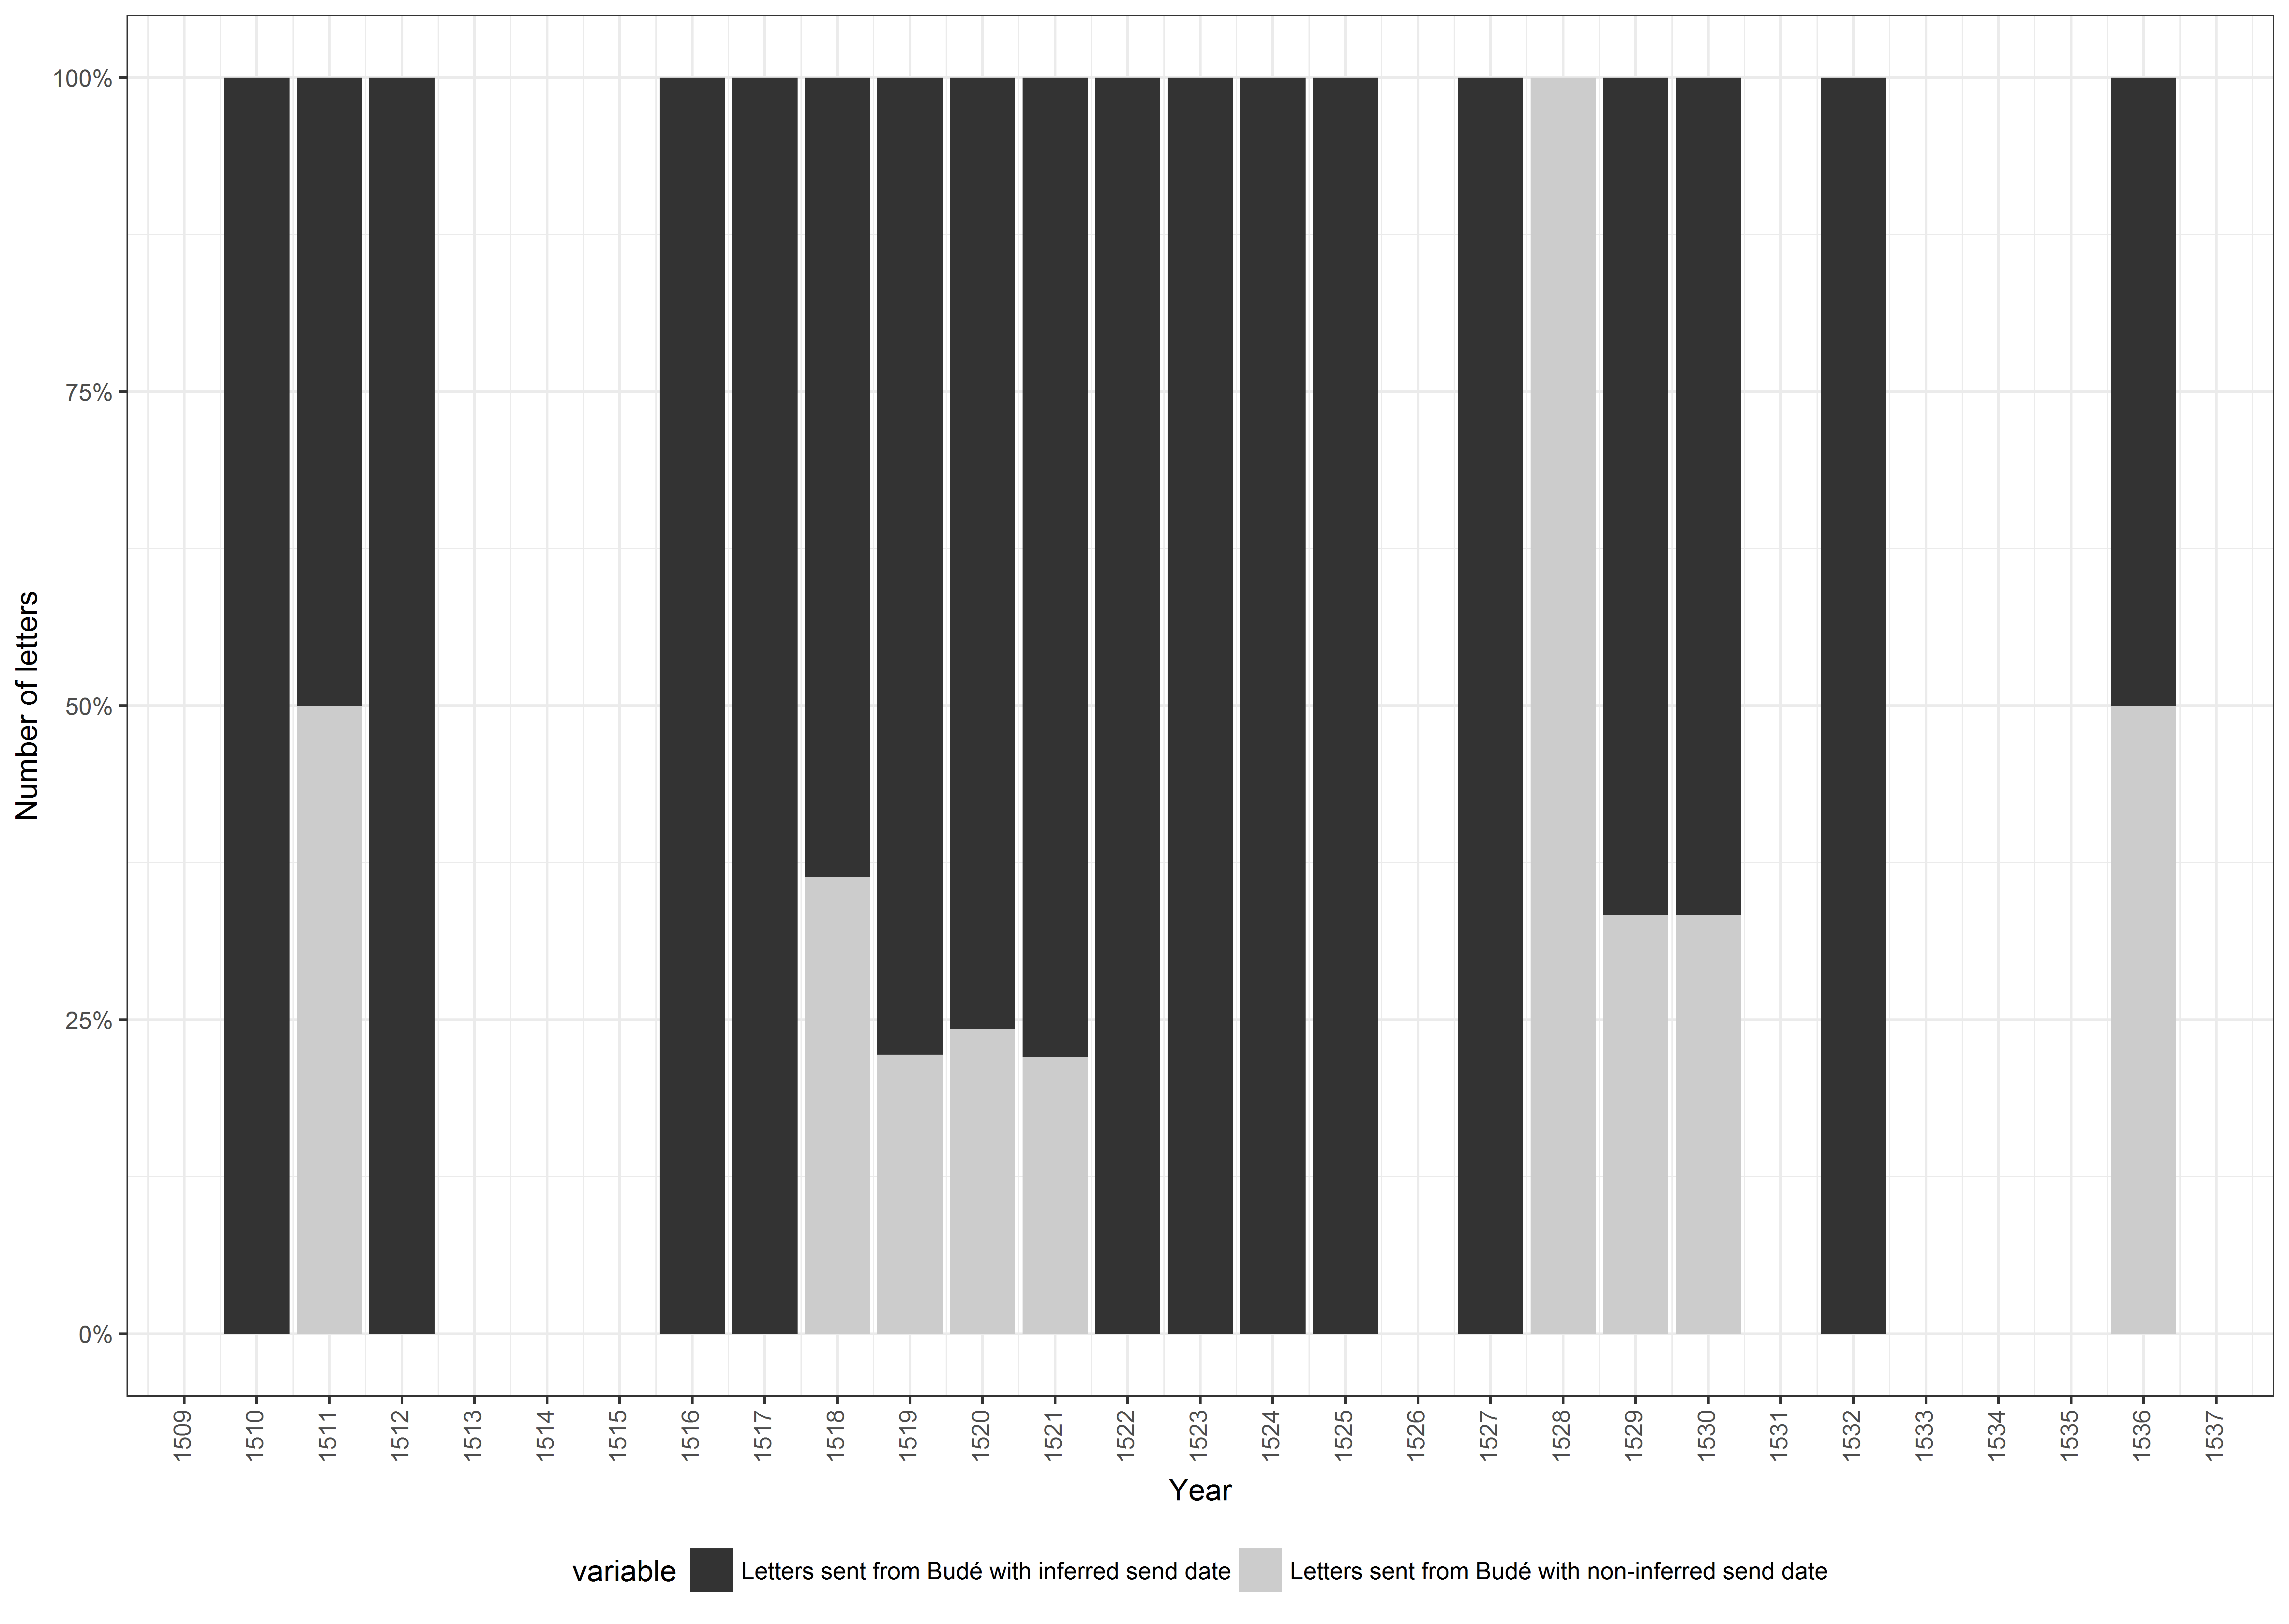 Number of letters
100%
75%
50%
25%
0%
1509 1510 1511 1512 1513 1514 1515 1516 1517 1518 1519 1520 1521 1522 1523 1524 1525 1526 1527 1528 1529 1530 1531 1532 1533 1534 1535 1536 1537
Year
variable Letters sent from Budé with inferred send date Letters sent from Budé with non-inferred send date